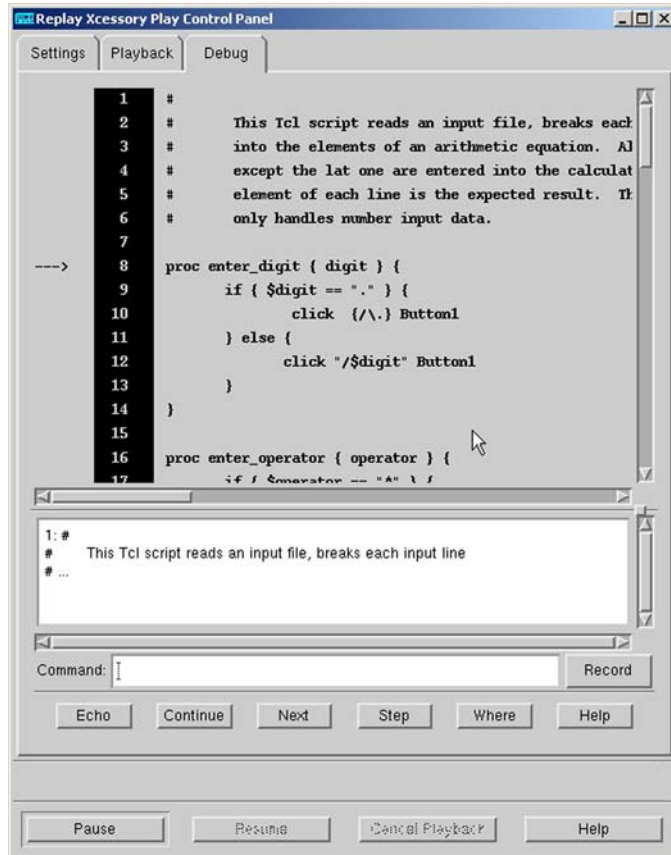 Replay Xcessory Play Control Panel
Settings Playback Debug
1 #
2 # This Tcl script reads an input file, breaks each
3 # into the elements of an arithmetic equation. Al
4 # except the lat one are entered into the calculat
5 # element of each line is the expected result. Th
6 # only handles number input data.
7
---> 8 proc enter_digit { digit } {
9 if { $digit == "." } {
10 click {/\.} Button1
11 } else {
12 click "/$digit" Button1
13 }
14 }
15
16 proc enter_operator { operator } {
17 if { $operator == "*" } {
1: #
# This Tcl script reads an input file, breaks each input line
# ...
Command: Record
Echo Continue Next Step Where Help
Pause Resume Cancel Playback Help